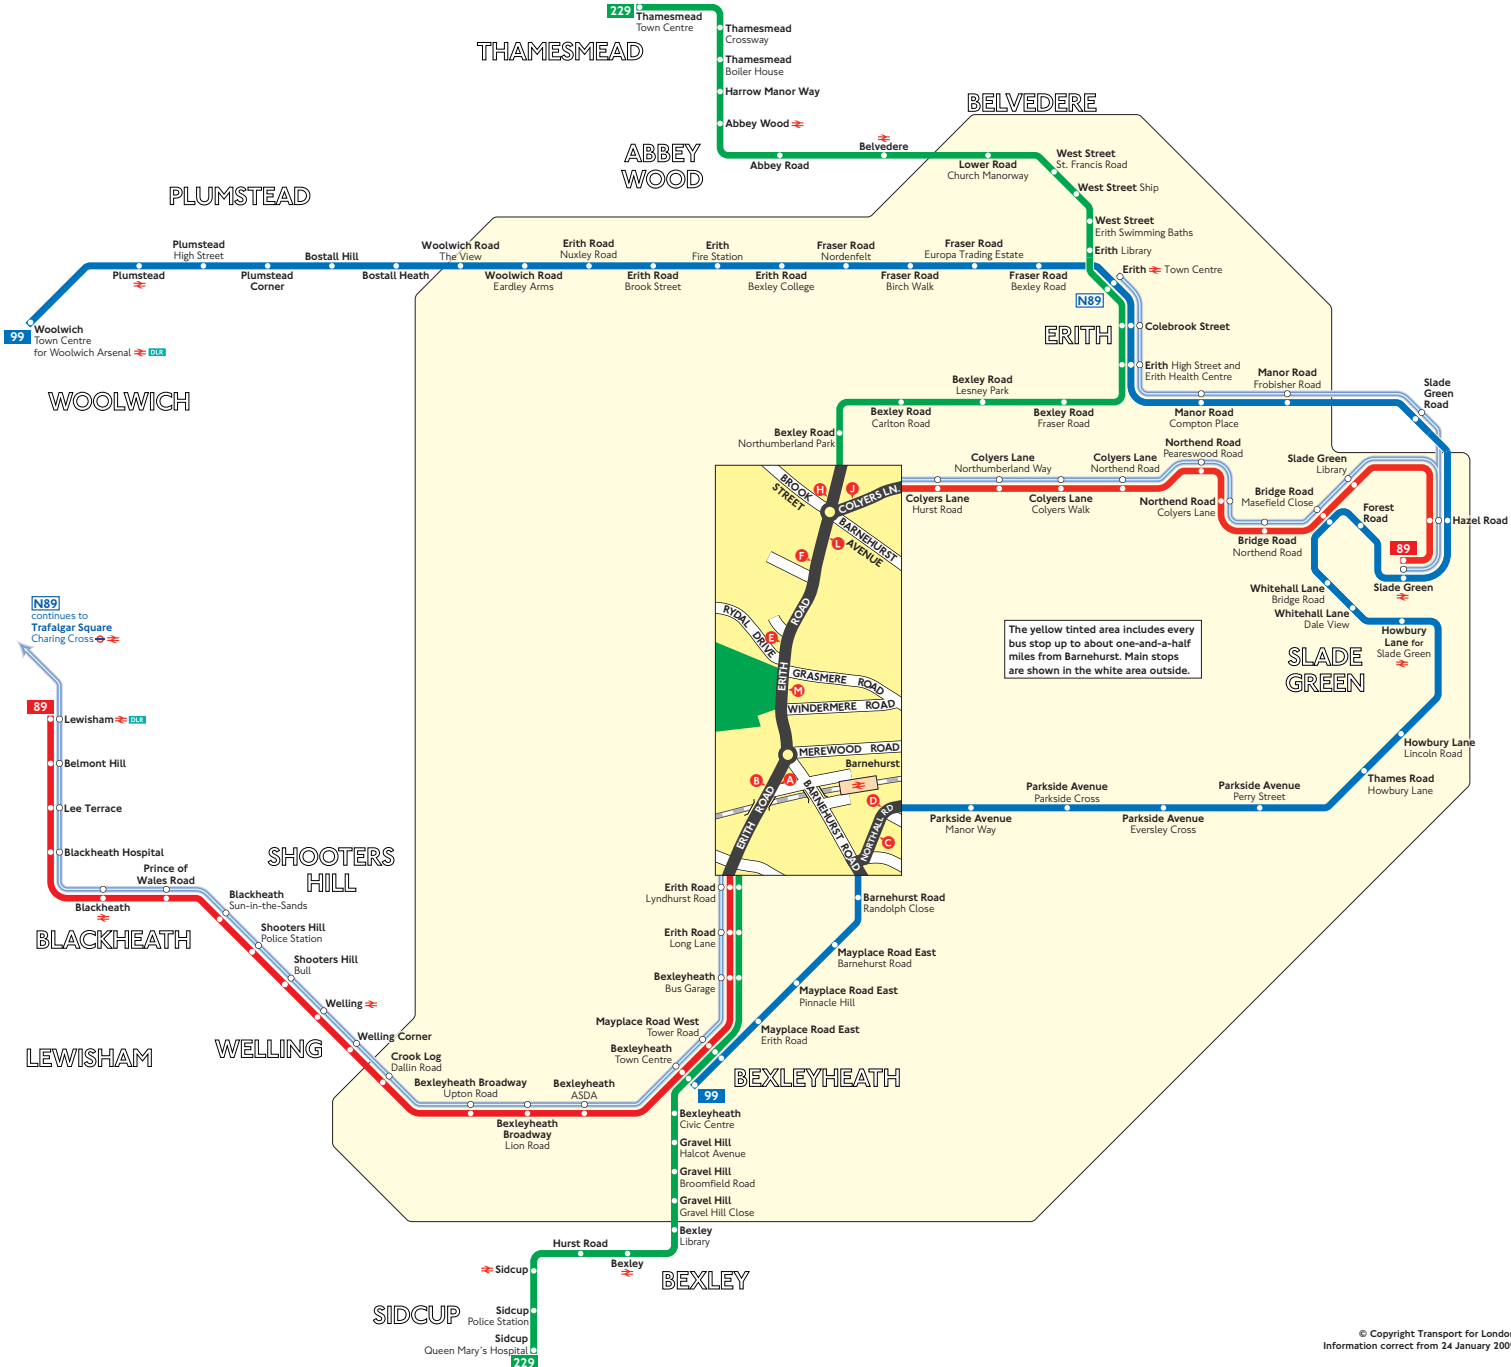 229
Thamesmead
Town Centre
THAMESMEAD
Thamesmead
Crossway
Thamesmead
Boiler House
Harrow Manor Way
Abbey Wood
ABBEY
WOOD
Abbey Road
Belvedere
BELVEDERE
Lower Road
Church Manorway
West Street
St. Francis Road
West Street Ship
West Street
Erith Swimming Baths
Erith Library
Erith Town Centre
N89
ERITH
Colebrook Street
Erith High Street and
Erith Health Centre
PLUMSTEAD
Plumstead
Plumstead
High Street
Plumstead
Corner
Bostall Hill
Bostall Heath
Woolwich Road
The View
Woolwich Road
Eardley Arms
Erith Road
Nuxley Road
Erith Road
Brook Street
Erith
Fire Station
Erith Road
Bexley College
Fraser Road
Nordenfelt
Fraser Road
Birch Walk
Fraser Road
Europa Trading Estate
Fraser Road
Bexley Road
99
Woolwich
Town Centre
for Woolwich Arsenal DLR
WOOLWICH
Manor Road
Frobisher Road
Manor Road
Compton Place
Slade
Green
Road
Bexley Road
Lesney Park
Bexley Road
Carlton Road
Bexley Road
Fraser Road
Bexley Road
Northumberland Park
Colyers Lane
Hurst Road
Colyers Lane
Northumberland Way
Colyers Lane
Colyers Walk
Colyers Lane
Northend Road
Northend Road
Peareswood Road
Northend Road
Colyers Lane
Bridge Road
Northend Road
Bridge Road
Masefield Close
Slade Green
Library
Forest
Road
Hazel Road
89
Slade Green
Whitehall Lane
Bridge Road
Whitehall Lane
Dale View
Howbury
Lane for
Slade Green
SLADE
GREEN
Howbury Lane
Lincoln Road
Thames Road
Howbury Lane
Parkside Avenue
Perry Street
Parkside Avenue
Eversley Cross
Parkside Avenue
Parkside Cross
Parkside Avenue
Manor Way
The yellow tinted area includes every
bus stop up to about one-and-a-half
miles from Barnehurst. Main stops
are shown in the white area outside.
BROOK
STREET
H
J
COLYERS LN.
BARNEHURST
AVENUE
L
F
ROAD
RYDAL
DRIVE
E
ERITH
GRASMERE ROAD
M
WINDERMERE ROAD
MEREWOOD ROAD
Barnehurst
B
A
D
ERITH ROAD
BARNEHURST ROAD
NORTHALL RD
C
N89
continues to
Trafalgar Square
Charing Cross
89
Lewisham DLR
Belmont Hill
Lee Terrace
Blackheath Hospital
Prince of
Wales Road
Blackheath
BLACKHEATH
SHOOTERS
HILL
Blackheath
Sun-in-the-Sands
Shooters Hill
Police Station
Shooters Hill
Bull
Welling
Welling Corner
WELLING
LEWISHAM
Crook Log
Dallin Road
Bexleyheath Broadway
Upton Road
Bexleyheath
Broadway
Lion Road
Bexleyheath
ASDA
Bexleyheath
Town Centre
Mayplace Road West
Tower Road
Bexleyheath
Bus Garage
Erith Road
Long Lane
Erith Road
Lyndhurst Road
Barnehurst Road
Randolph Close
Mayplace Road East
Barnehurst Road
Mayplace Road East
Pinnacle Hill
Mayplace Road East
Erith Road
BEXLEYHEATH
99
Bexleyheath
Civic Centre
Gravel Hill
Halcot Avenue
Gravel Hill
Broomfield Road
Gravel Hill
Gravel Hill Close
Bexley
Library
Hurst Road
Bexley
BEXLEY
Sidcup
SIDCUP
Sidcup
Police Station
Sidcup
Queen Mary's Hospital
229
© Copyright Transport for London
Information correct from 24 January 2009